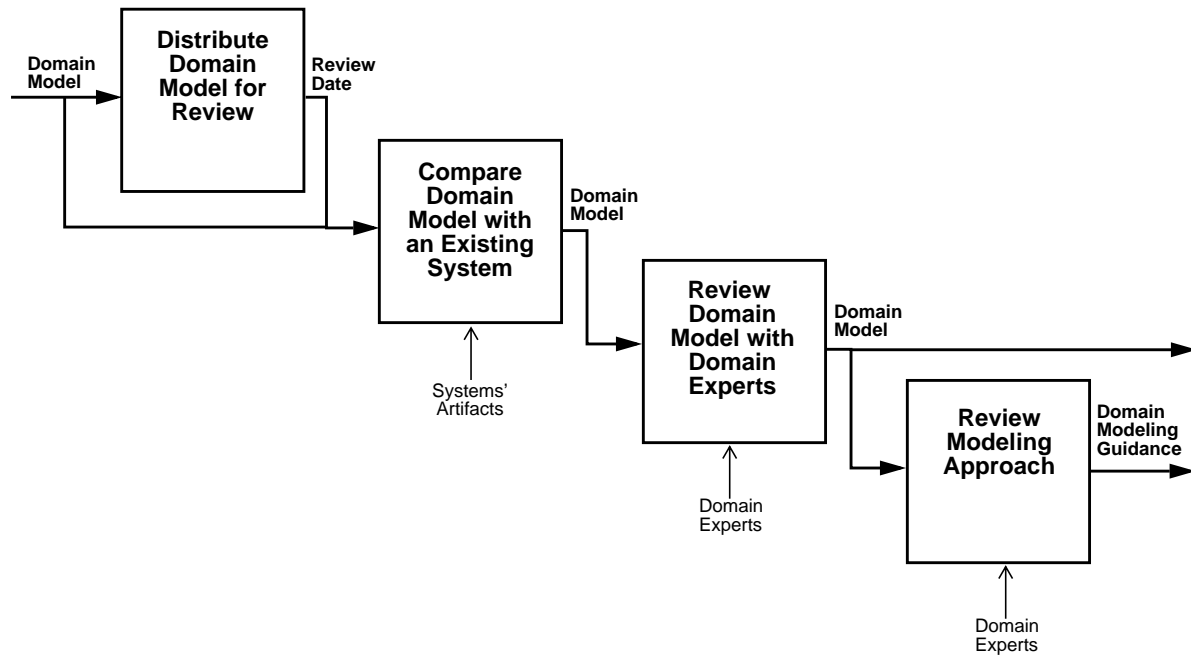 Domain
Model
Distribute
Domain
Model for
Review
Review
Date
Compare
Domain
Model with
an Existing
System
Domain
Model
Systems’
Artifacts
Review
Domain
Model with
Domain
Experts
Domain
Model
Domain
Experts
Review
Modeling
Approach
Domain
Modeling
Guidance
Domain
Experts